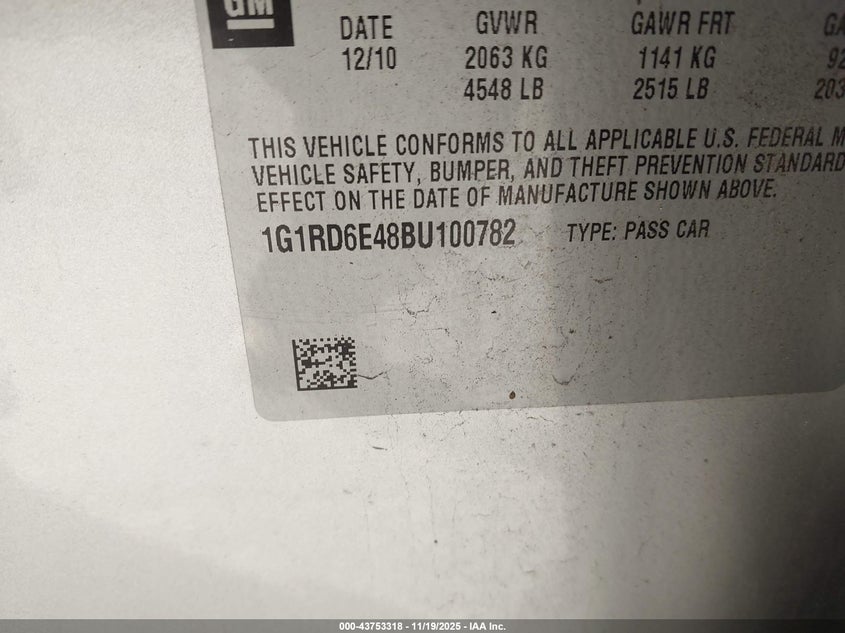 GM
DATE GVWR GAWR FRT
12/10 2063 KG 1141 KG
4548 LB 2515 LB
THIS VEHICLE CONFORMS TO ALL APPLICABLE U.S. FEDERAL M
VEHICLE SAFETY, BUMPER, AND THEFT PREVENTION STANDARD
EFFECT ON THE DATE OF MANUFACTURE SHOWN ABOVE.
1G1RD6E48BU100782 TYPE: PASS CAR
000-43753318 - 11/19/2025 - IAA Inc.